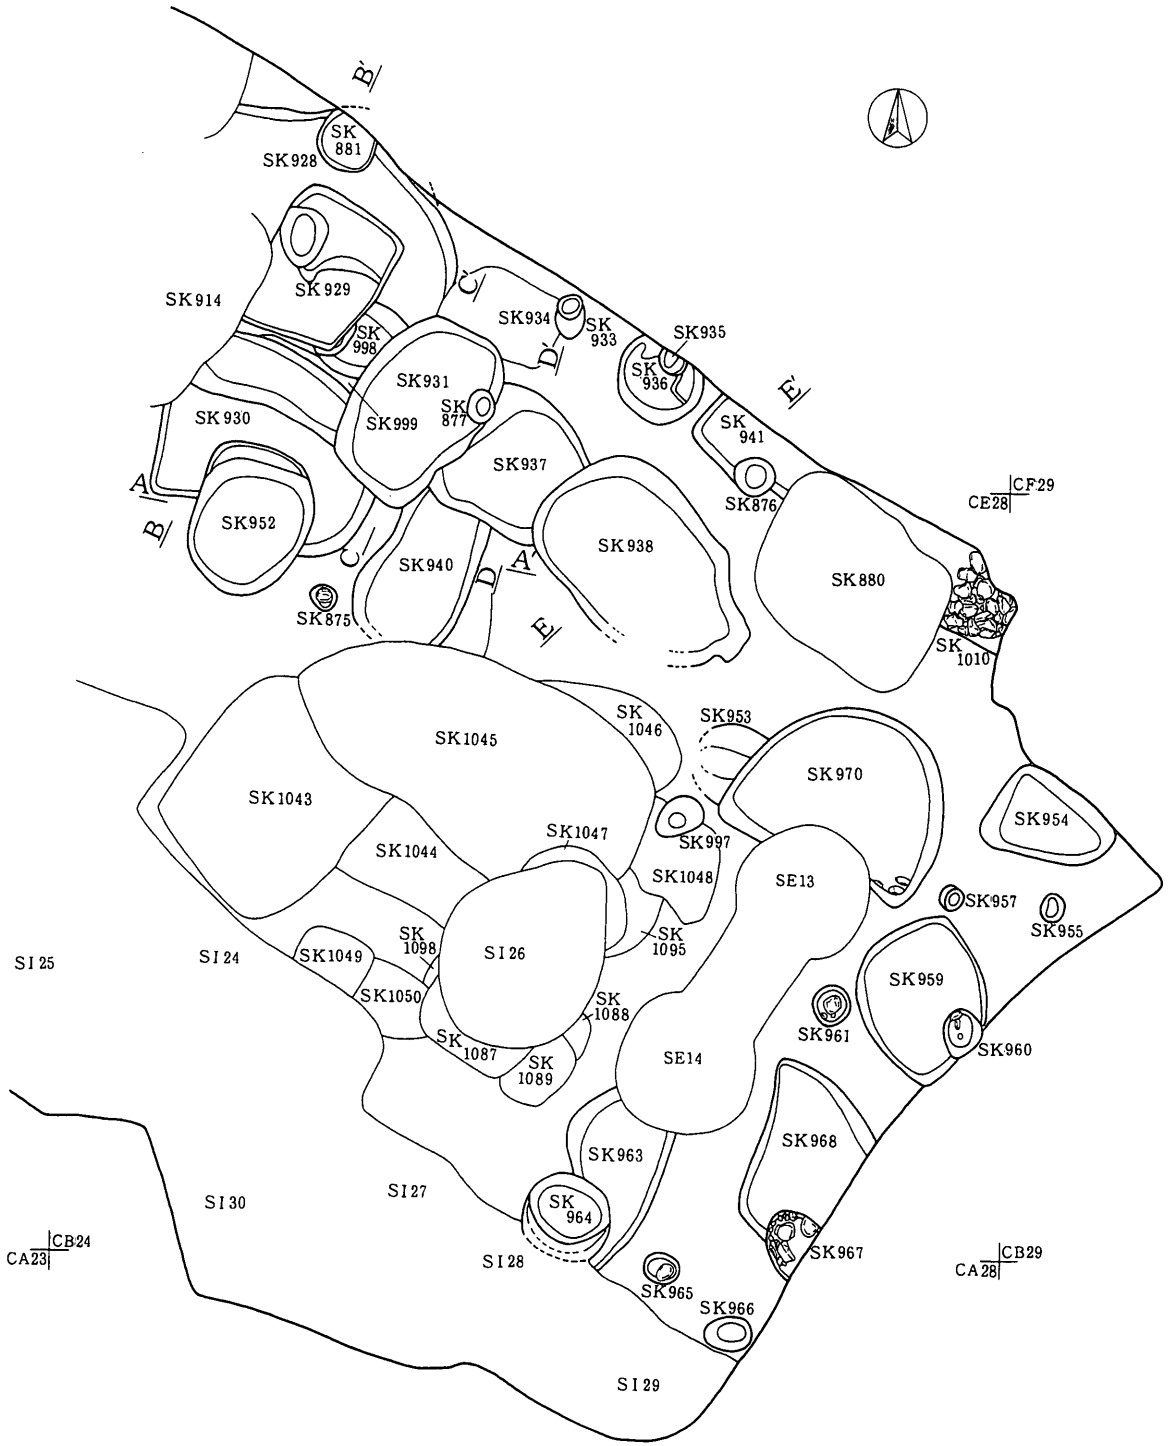 B′
SK
881
SK928
SK929
SK914
C′
SK934
SK
933
D′
SK935
SK
936
E′
SK
998
SK931
SK
877
SK999
SK930
SK
941
SK937
SK876
CF29
CE28
A
B
SK952
C
SK940
D
A′
SK938
SK880
SK875
E
SK
1010
SK
1046
SK953
SK1045
SK970
SK1043
SK954
SK1047
SK997
SK1044
SK1048
SE13
SK957
SK955
SK
1098
SK
1095
SK1049
SI26
SI24
SI25
SK959
SK1050
SK
1088
SK961
SK
1087
SK
1089
SE14
SK960
SK968
SK963
SI27
SI30
SK
964
CB24
CA23
SI28
SK967
CB29
CA28
SK965
SK966
SI29